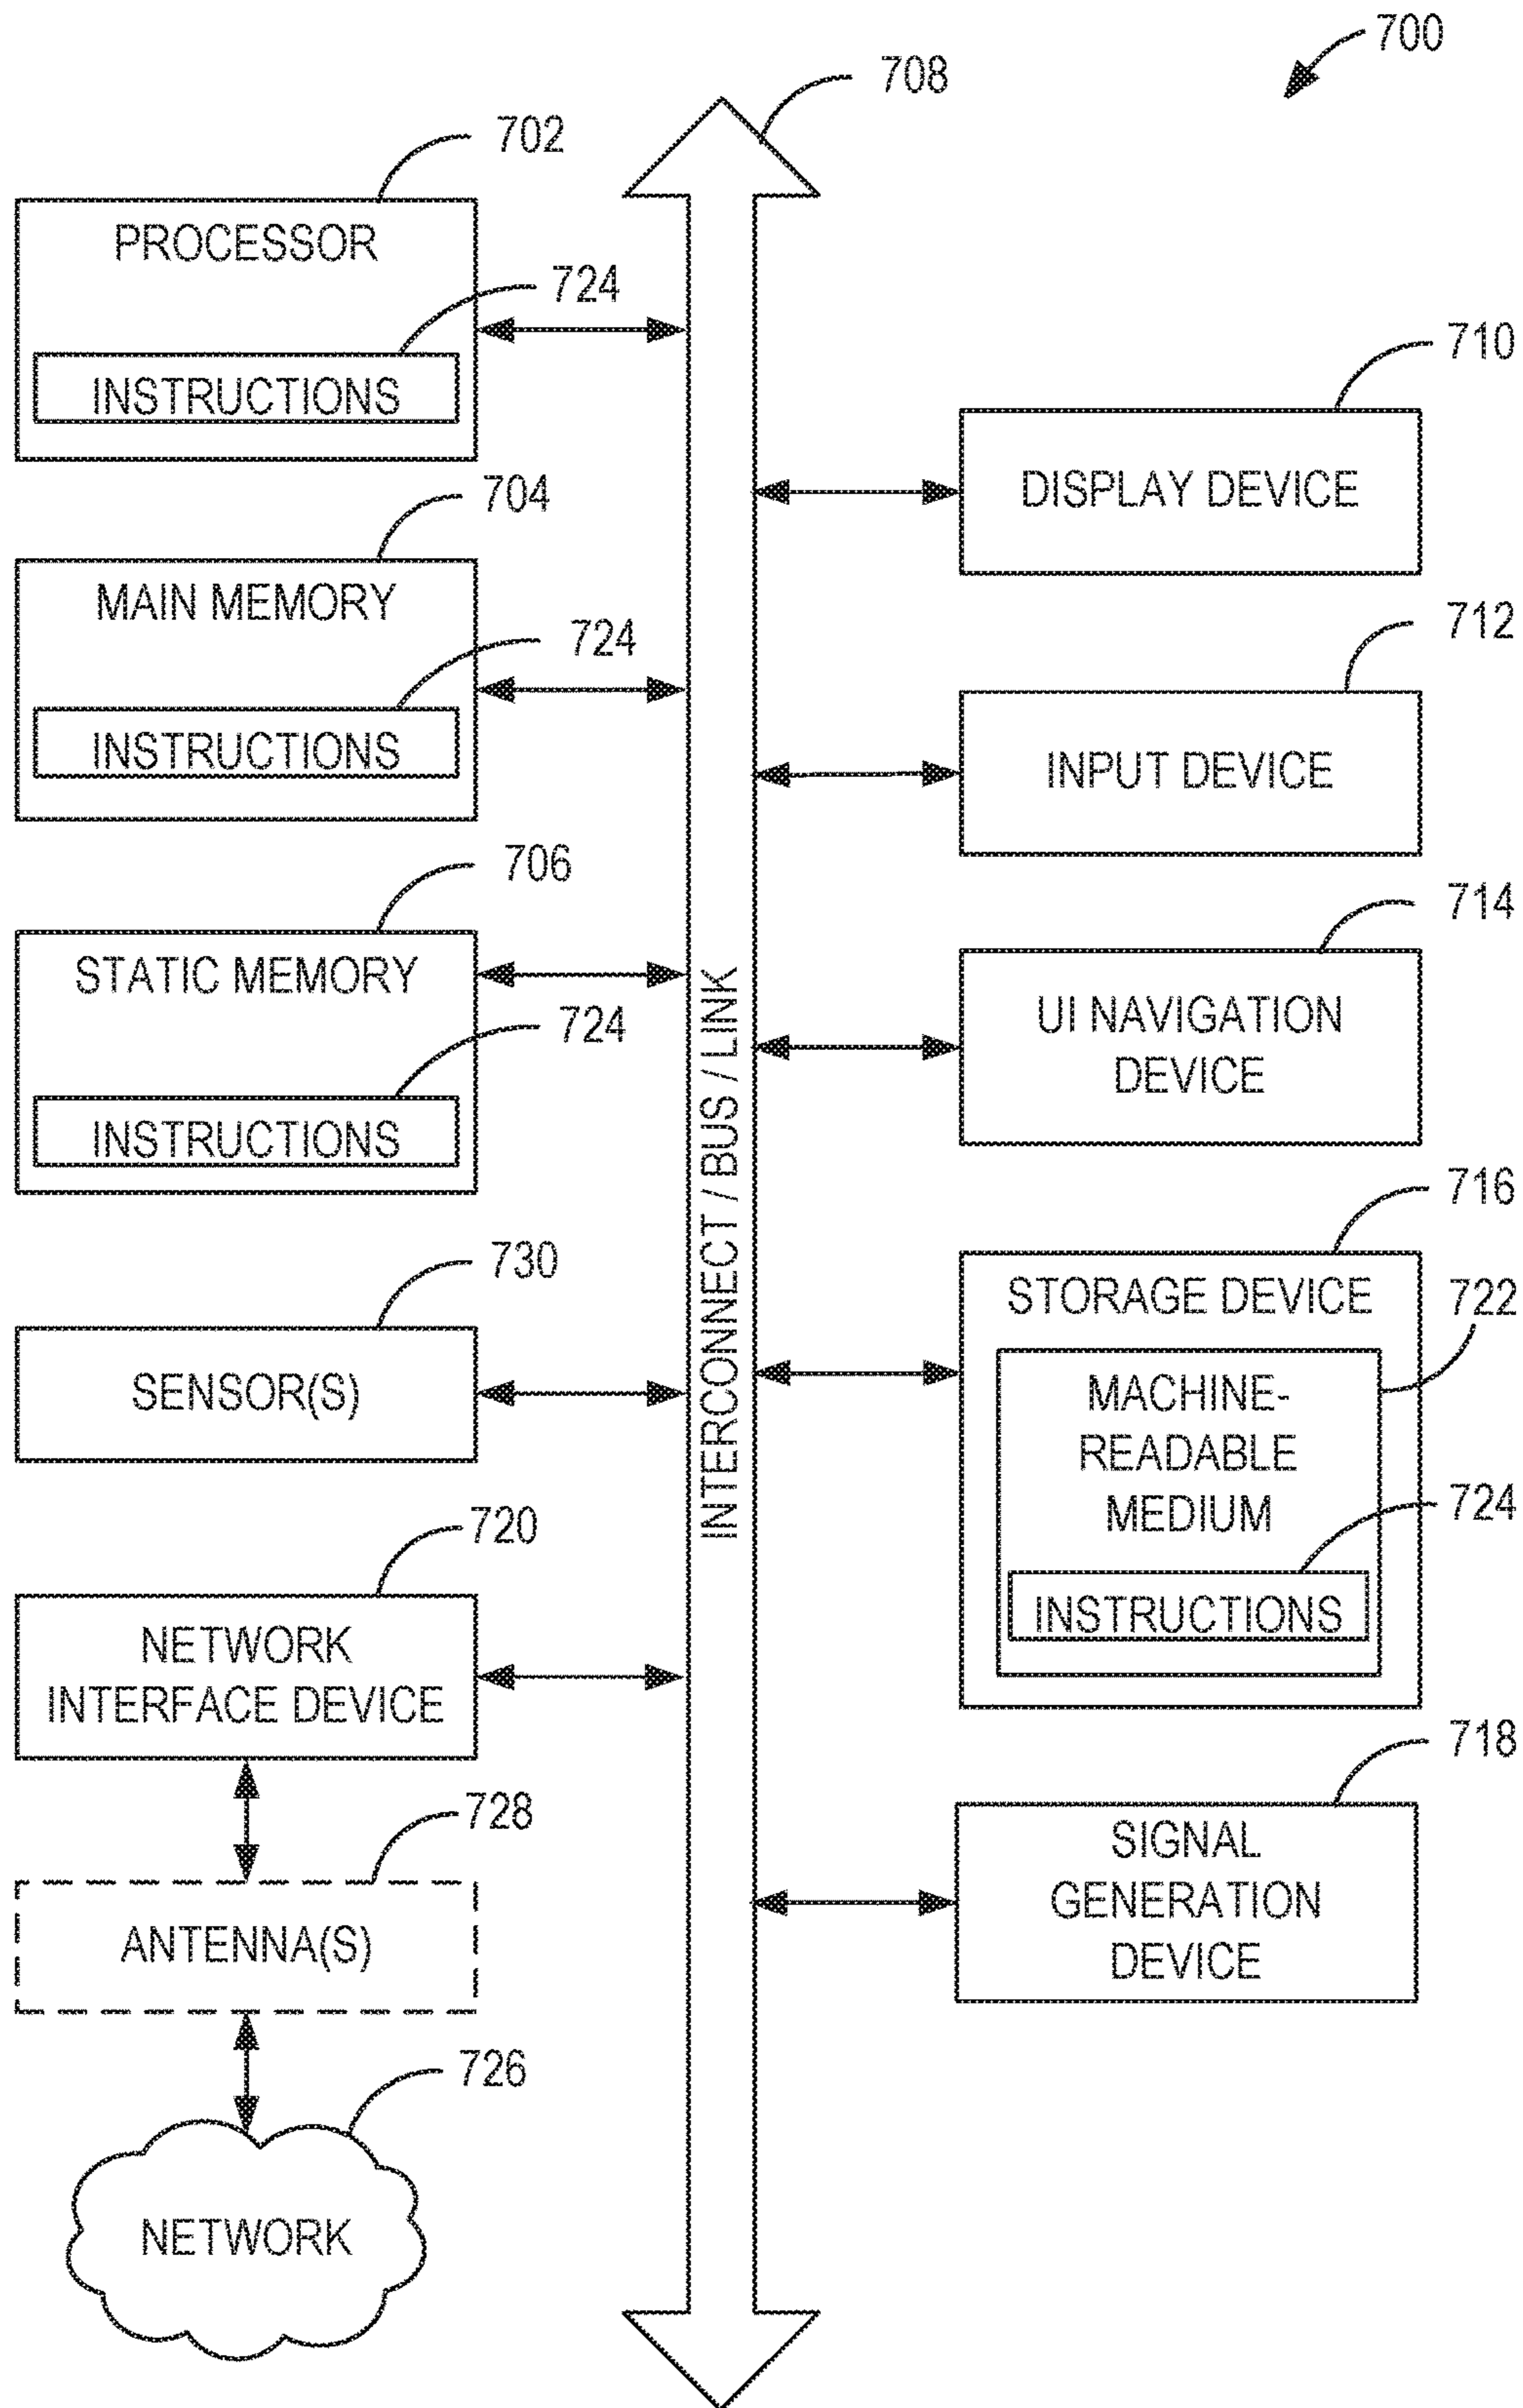 700
708
702
PROCESSOR
724
INSTRUCTIONS
704
MAIN MEMORY
724
INSTRUCTIONS
706
STATIC MEMORY
724
INSTRUCTIONS
730
SENSOR(S)
720
NETWORK
INTERFACE DEVICE
728
ANTENNA(S)
726
NETWORK
INTERCONNECT / BUS / LINK
710
DISPLAY DEVICE
712
INPUT DEVICE
714
UI NAVIGATION
DEVICE
716
STORAGE DEVICE
722
MACHINE-
READABLE
MEDIUM
724
INSTRUCTIONS
718
SIGNAL
GENERATION
DEVICE